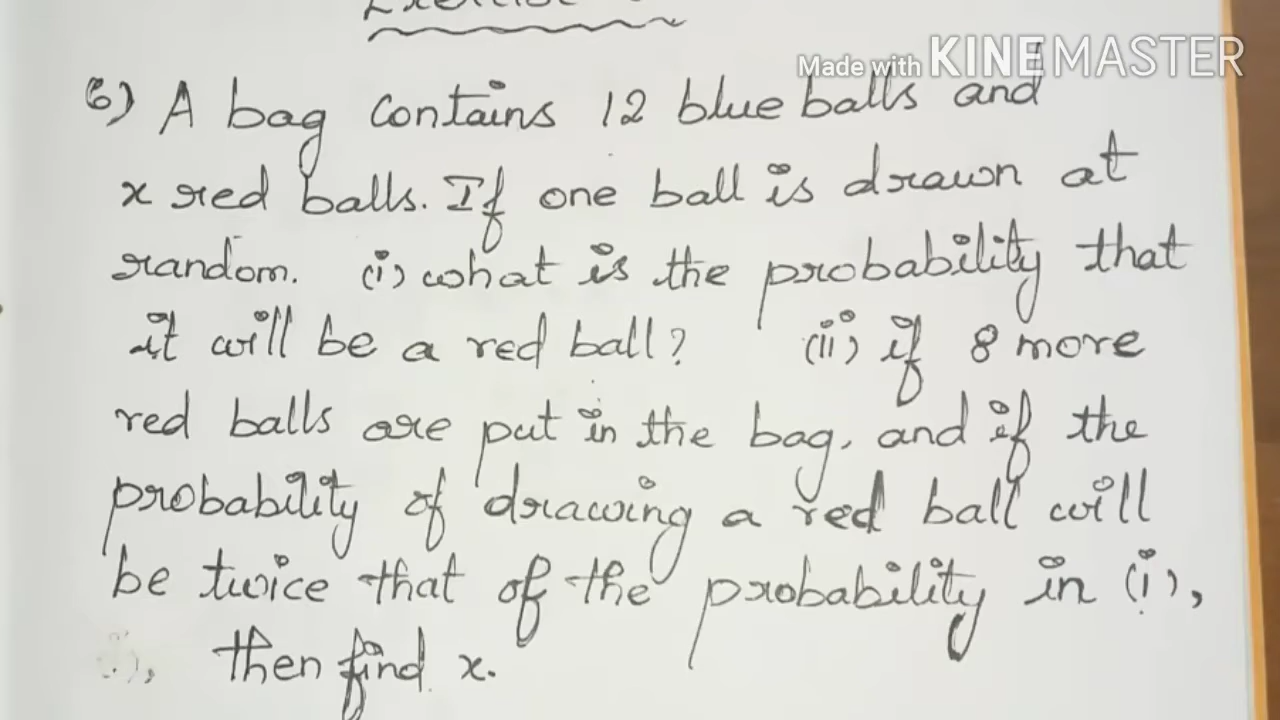 Made with KINEMASTER
6) A bag contains 12 blue balls and
x red balls. If one ball is drawn at
random. (i) what is the probability that
it will be a red ball? (ii) if 8 more
red balls are put in the bag, and if the
probability of drawing a red ball will
be twice that of the probability in (i),
then find x.